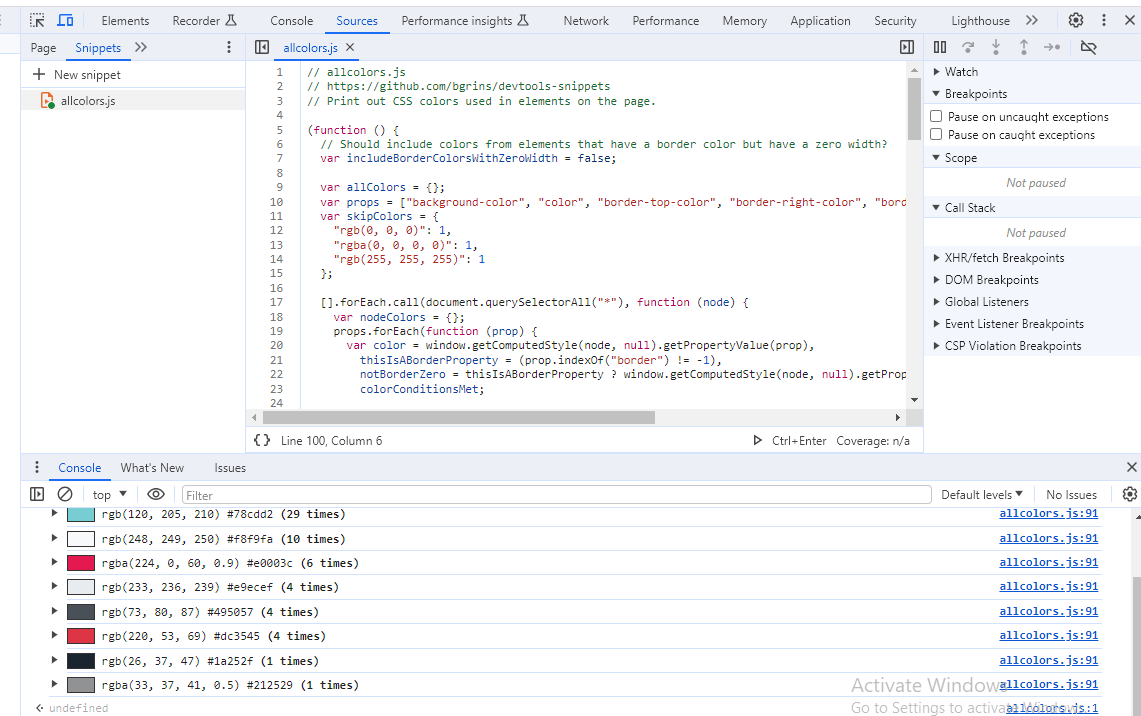 Elements Recorder Console Sources Performance insights Network Performance Memory Application Security Lighthouse
Page Snippets
allcolors.js
New snippet
allcolors.js
1 // allcolors.js
2 // https://github.com/bgrins/devtools-snippets
3 // Print out CSS colors used in elements on the page.
4
5 (function () {
6 // Should include colors from elements that have a border color but have a zero width?
7 var includeBorderColorsWithZeroWidth = false;
8
9 var allColors = {};
10 var props = ["background-color", "color", "border-top-color", "border-right-color", "bord
11 var skipColors = {
12 "rgb(0, 0, 0)": 1,
13 "rgba(0, 0, 0, 0)": 1,
14 "rgb(255, 255, 255)": 1
15 };
16
17 [].forEach.call(document.querySelectorAll("*"), function (node) {
18 var nodeColors = {};
19 props.forEach(function (prop) {
20 var color = window.getComputedStyle(node, null).getPropertyValue(prop),
21 thisIsABorderProperty = (prop.indexOf("border") != -1),
22 notBorderZero = thisIsABorderProperty ? window.getComputedStyle(node, null).getProp
23 colorConditionsMet;
24
{} Line 100, Column 6 Ctrl+Enter Coverage: n/a
Watch
Breakpoints
Pause on uncaught exceptions
Pause on caught exceptions
Scope
Not paused
Call Stack
Not paused
XHR/fetch Breakpoints
DOM Breakpoints
Global Listeners
Event Listener Breakpoints
CSP Violation Breakpoints
Console What's New Issues
top Filter Default levels No Issues
rgb(120, 205, 210) #78cdd2 (29 times) allcolors.js:91
rgb(248, 249, 250) #f8f9fa (10 times) allcolors.js:91
rgba(224, 0, 60, 0.9) #e0003c (6 times) allcolors.js:91
rgb(233, 236, 239) #e9ecef (4 times) allcolors.js:91
rgb(73, 80, 87) #495057 (4 times) allcolors.js:91
rgb(220, 53, 69) #dc3545 (4 times) allcolors.js:91
rgb(26, 37, 47) #1a252f (1 times) allcolors.js:91
rgba(33, 37, 41, 0.5) #212529 (1 times) allcolors.js:91
undefined allcolors.js:1
Activate Windows
Go to Settings to activate Windows.